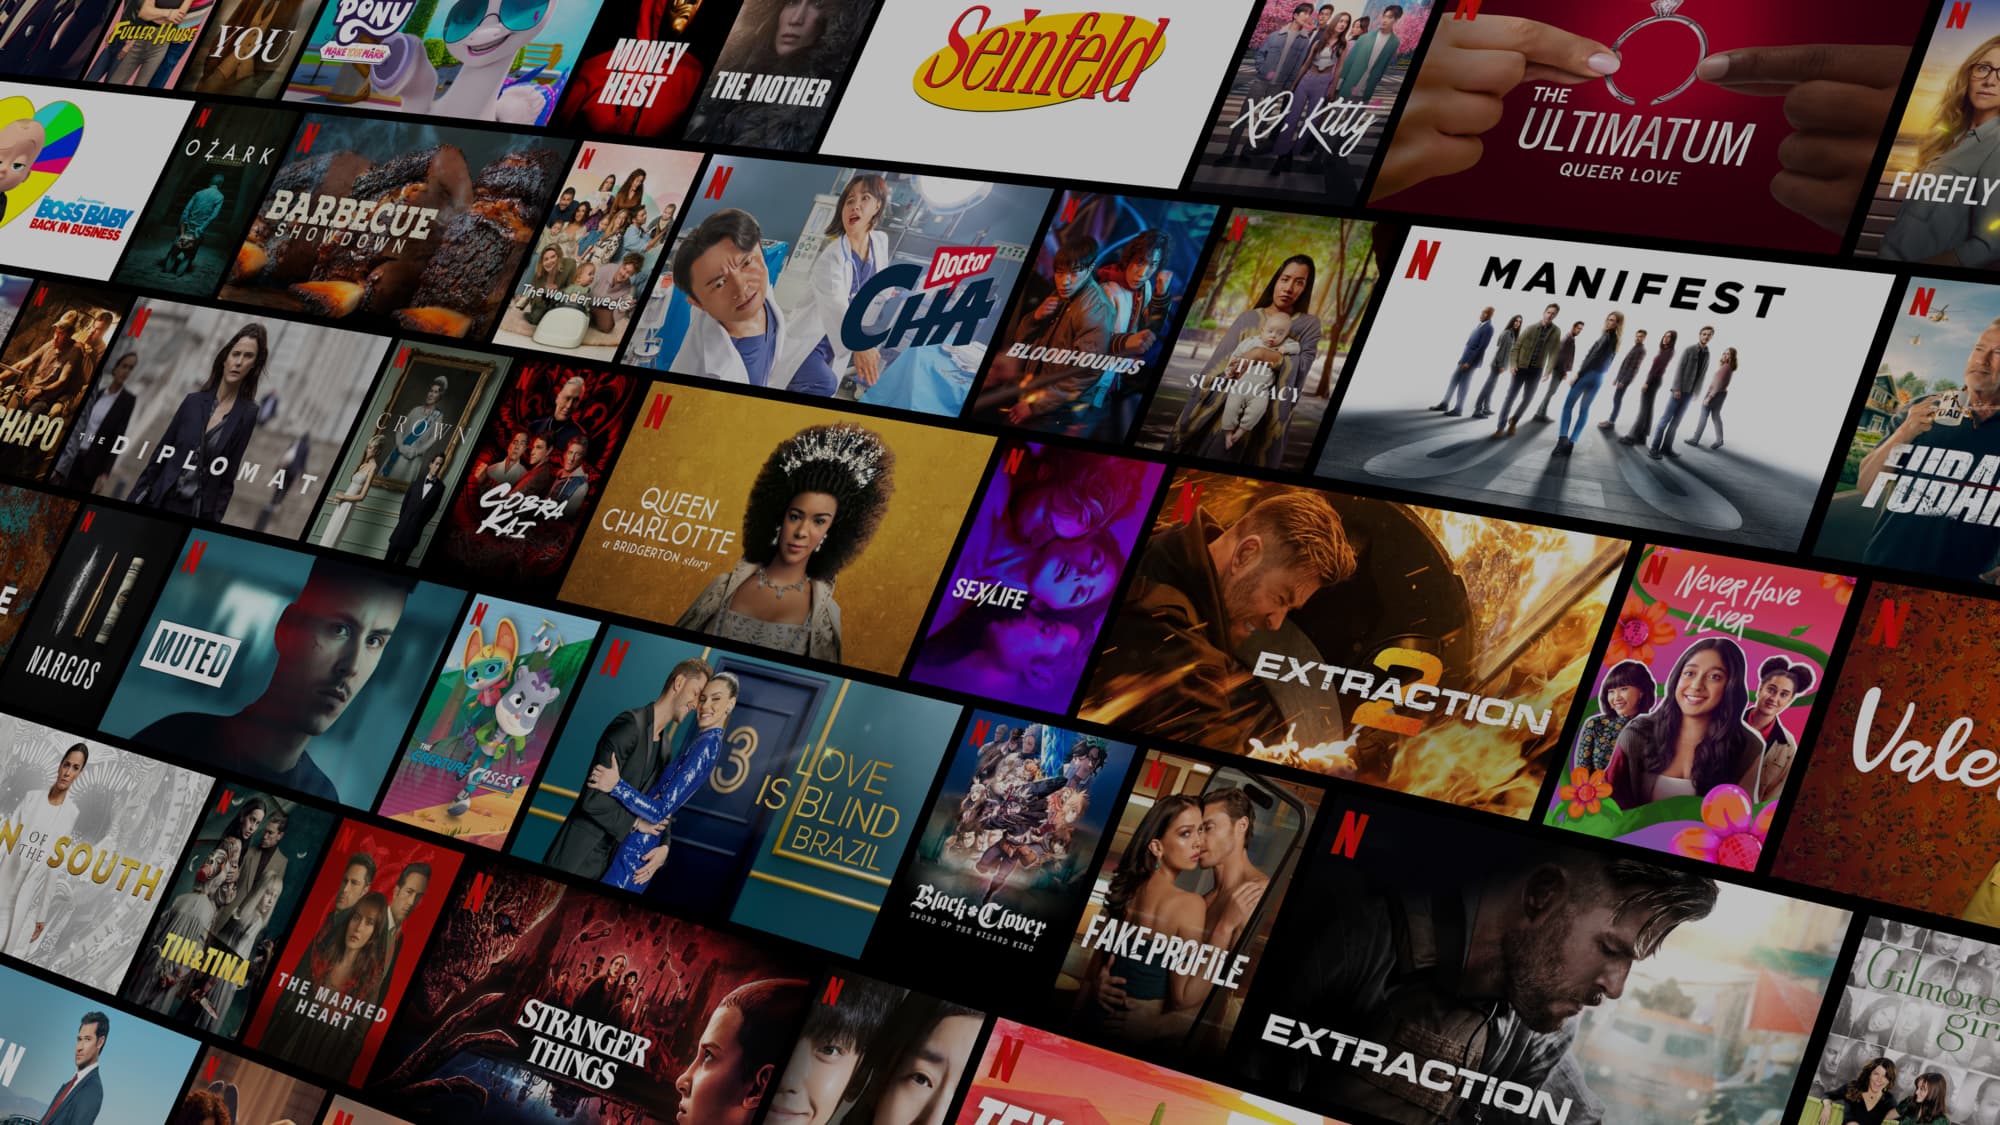 FULLER HOUSE
YOU
PONY
MAKE YOUR MARK
MONEY
HEIST
THE MOTHER
Seinfeld
XO, Kitty
THE
ULTIMATUM
QUEER LOVE
FIREFLY
BOSS BABY
BACK IN BUSINESS
OZARK
BARBECUE
SHOWDOWN
The wonder weeks
Doctor
CHA
BLOODHOUNDS
THE
SURROGACY
MANIFEST
CHAPO
THE DIPLOMAT
CROWN
COBRA
KAI
QUEEN
CHARLOTTE
a BRIDGERTON story
SEX/LIFE
EXTRACTION
2
Never Have
I Ever
NARCOS
MUTED
THE
CREATURE CASES
3
LOVE
IS BLIND
BRAZIL
Black Clover
SWORD OF THE WIZARD KING
FAKE PROFILE
EXTRACTION
Vale
N OF
THE SOUTH
TIN&TINA
THE MARKED
HEART
STRANGER
THINGS
Gilmore
gir
TEX